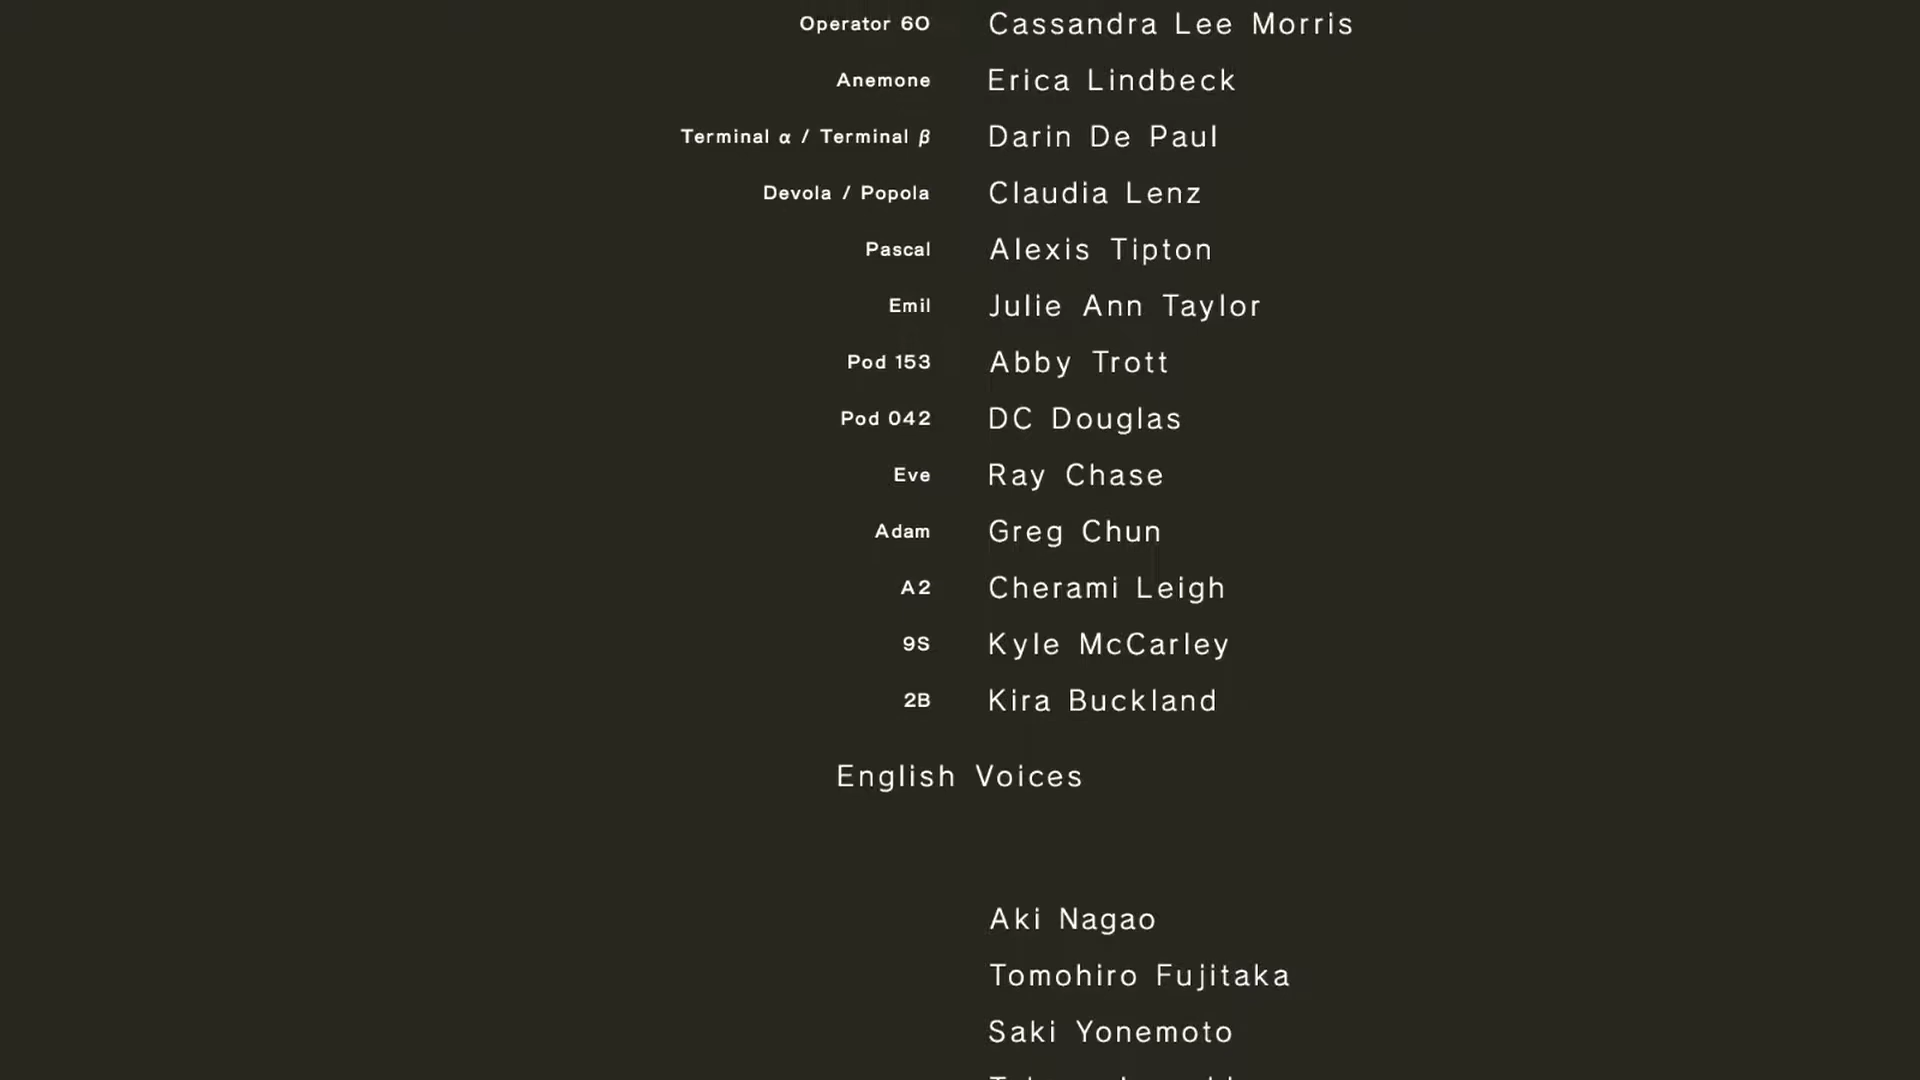 Operator 6O Cassandra Lee Morris
Anemone Erica Lindbeck
Terminal α / Terminal β Darin De Paul
Devola / Popola Claudia Lenz
Pascal Alexis Tipton
Emil Julie Ann Taylor
Pod 153 Abby Trott
Pod 042 DC Douglas
Eve Ray Chase
Adam Greg Chun
A2 Cherami Leigh
9S Kyle McCarley
2B Kira Buckland
English Voices
Aki Nagao
Tomohiro Fujitaka
Saki Yonemoto